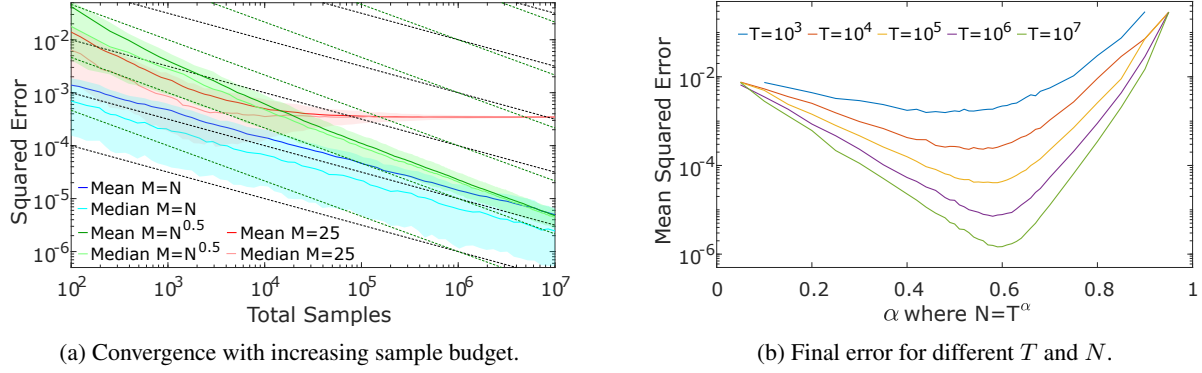 Squared Error
10^-2
10^-3
10^-4
10^-5
10^-6
Mean M=N
Median M=N
Mean M=N^0.5
Median M=N^0.5
Mean M=25
Median M=25
10^2 10^3 10^4 10^5 10^6 10^7
Total Samples
(a) Convergence with increasing sample budget.
Mean Squared Error
10^-2
10^-4
10^-6
T=10^3 T=10^4 T=10^5 T=10^6 T=10^7
0 0.2 0.4 0.6 0.8 1
α where N=T^α
(b) Final error for different T and N.